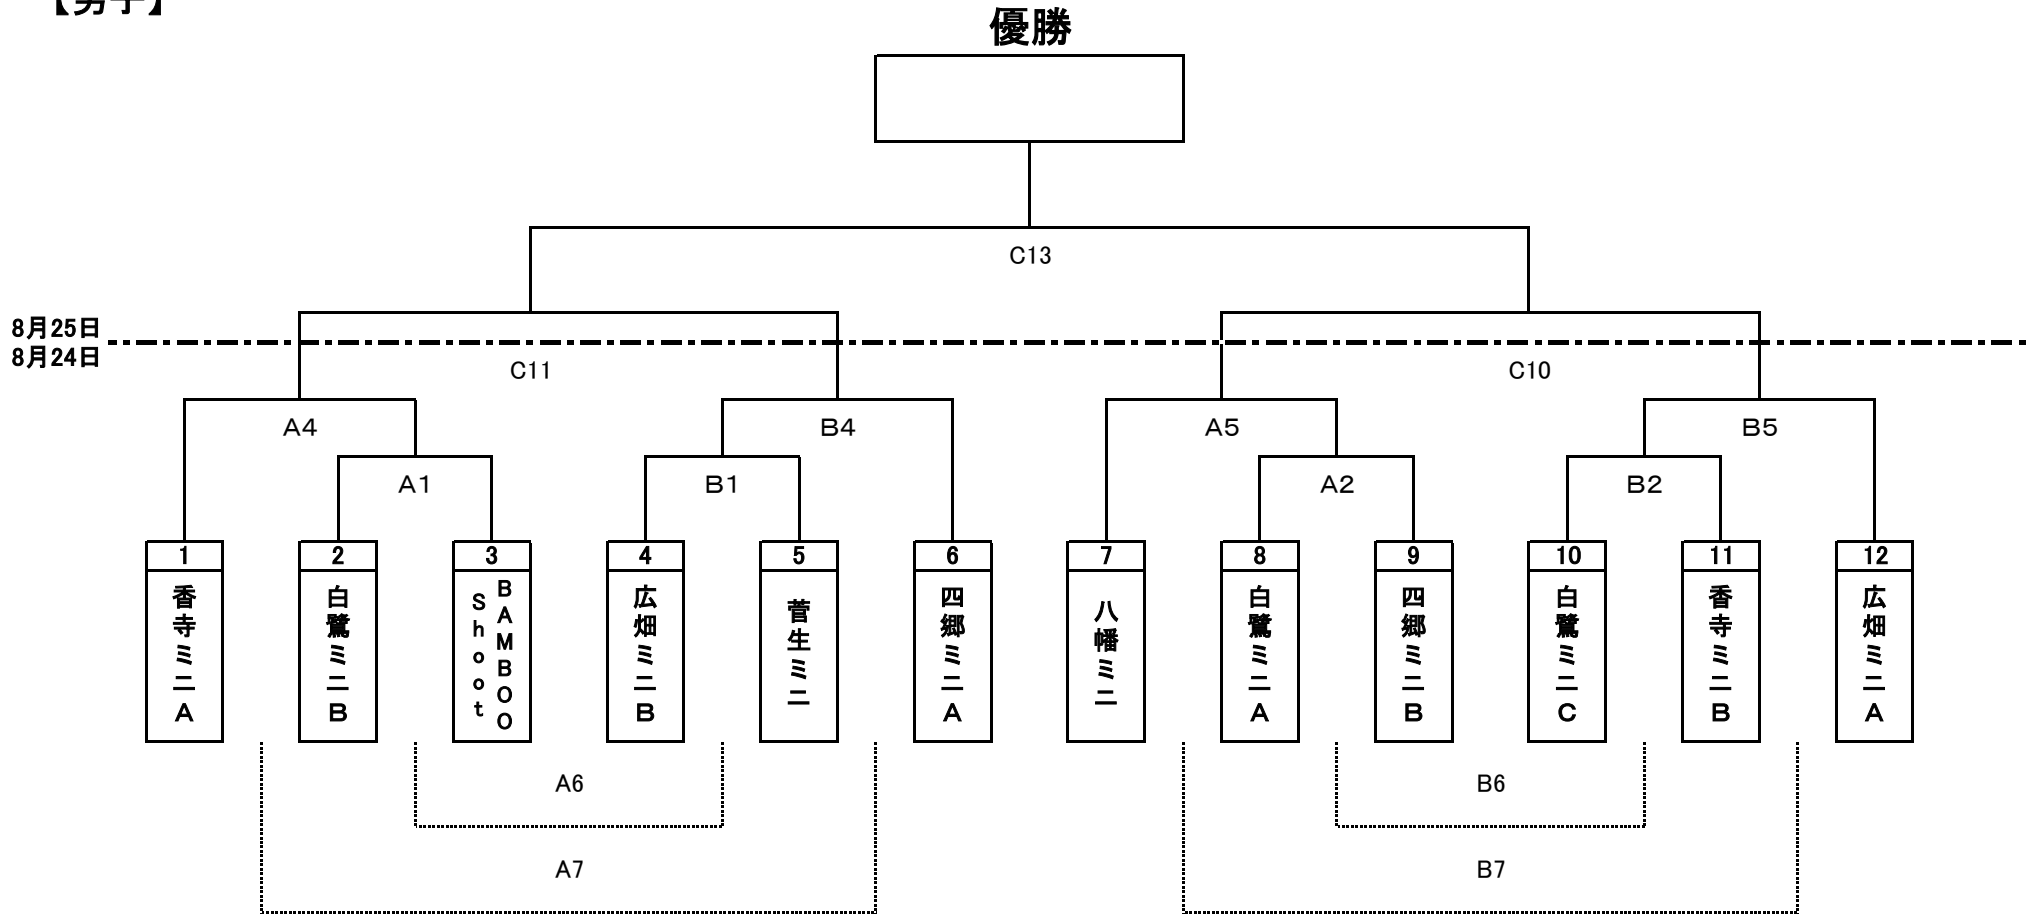 【男子】
優勝
C13
8月25日
8月24日
C11
C10
A4
B4
A5
B5
A1
B1
A2
B2
1
2
3
4
5
6
7
8
9
10
11
12
香寺ミニA
白鷺ミニB
BAMBOO
Shoot
広畑ミニB
菅生ミニ
四郷ミニA
八幡ミニ
白鷺ミニA
四郷ミニB
白鷺ミニC
香寺ミニB
広畑ミニA
A6
B6
A7
B7